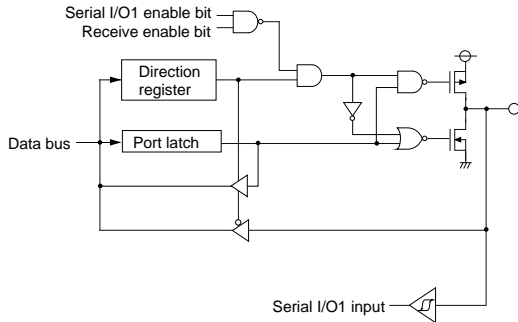 Serial I/O1 enable bit
Receive enable bit
Direction
register
Data bus
Port latch
Serial I/O1 input